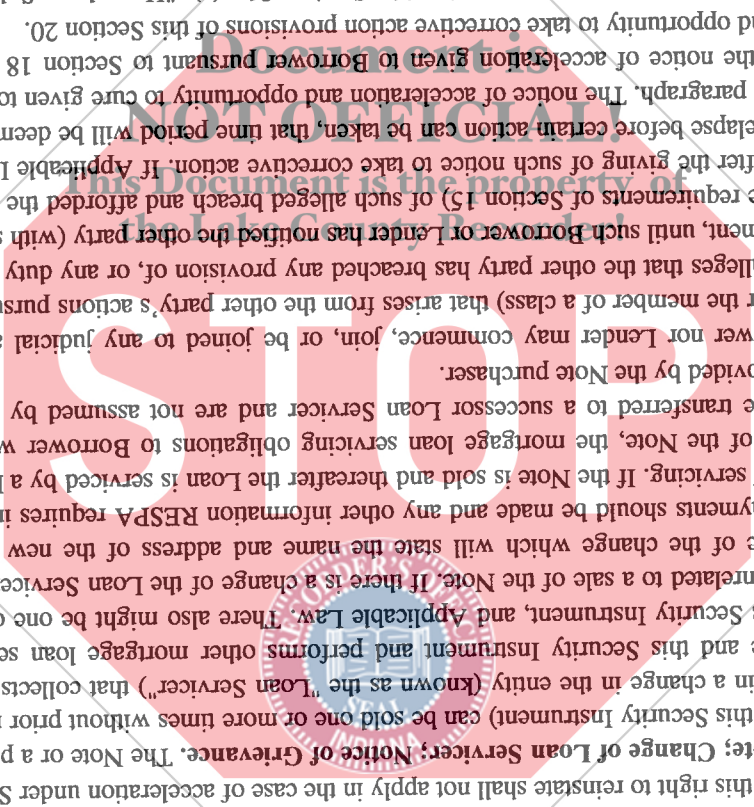 this right to reinstate shall not apply in the case of acceleration under S
te; Change of Loan Servicer; Notice of Grievance. The Note or a p
this Security Instrument) can be sold one or more times without prior
in a change in the entity (known as the "Loan Servicer") that collects
e and this Security Instrument and performs other mortgage loan se
s Security Instrument, and Applicable Law. There also might be one
nrelated to a sale of the Note. If there is a change of the Loan Service
e of the change which will state the name and address of the new
yments should be made and any other information RESPA requires i
servicing. If the Note is sold and thereafter the Loan is serviced by a
of the Note, the mortgage loan servicing obligations to Borrower w
e transferred to a successor Loan Servicer and are not assumed by
ovided by the Note purchaser.
wer nor Lender may commence, join, or be joined to any judicial a
r the member of a class) that arises from the other party's actions pursu
lleges that the other party has breached any provision of, or any duty
ment, until such Borrower or Lender has notified the other party (with s
e requirements of Section 15) of such alleged breach and afforded the
fter the giving of such notice to take corrective action. If Applicable L
elapse before certain action can be taken, that time period will be deem
paragraph. The notice of acceleration and opportunity to cure given to
the notice of acceleration given to Borrower pursuant to Section 18
nd opportunity to take corrective action provisions of this Section 20.
Document is
NOT OFFICIAL!
This Document is the property of
the Lake County Recorder!
STOP
RECORDER'S OFFICE
SEAL
INDIANA